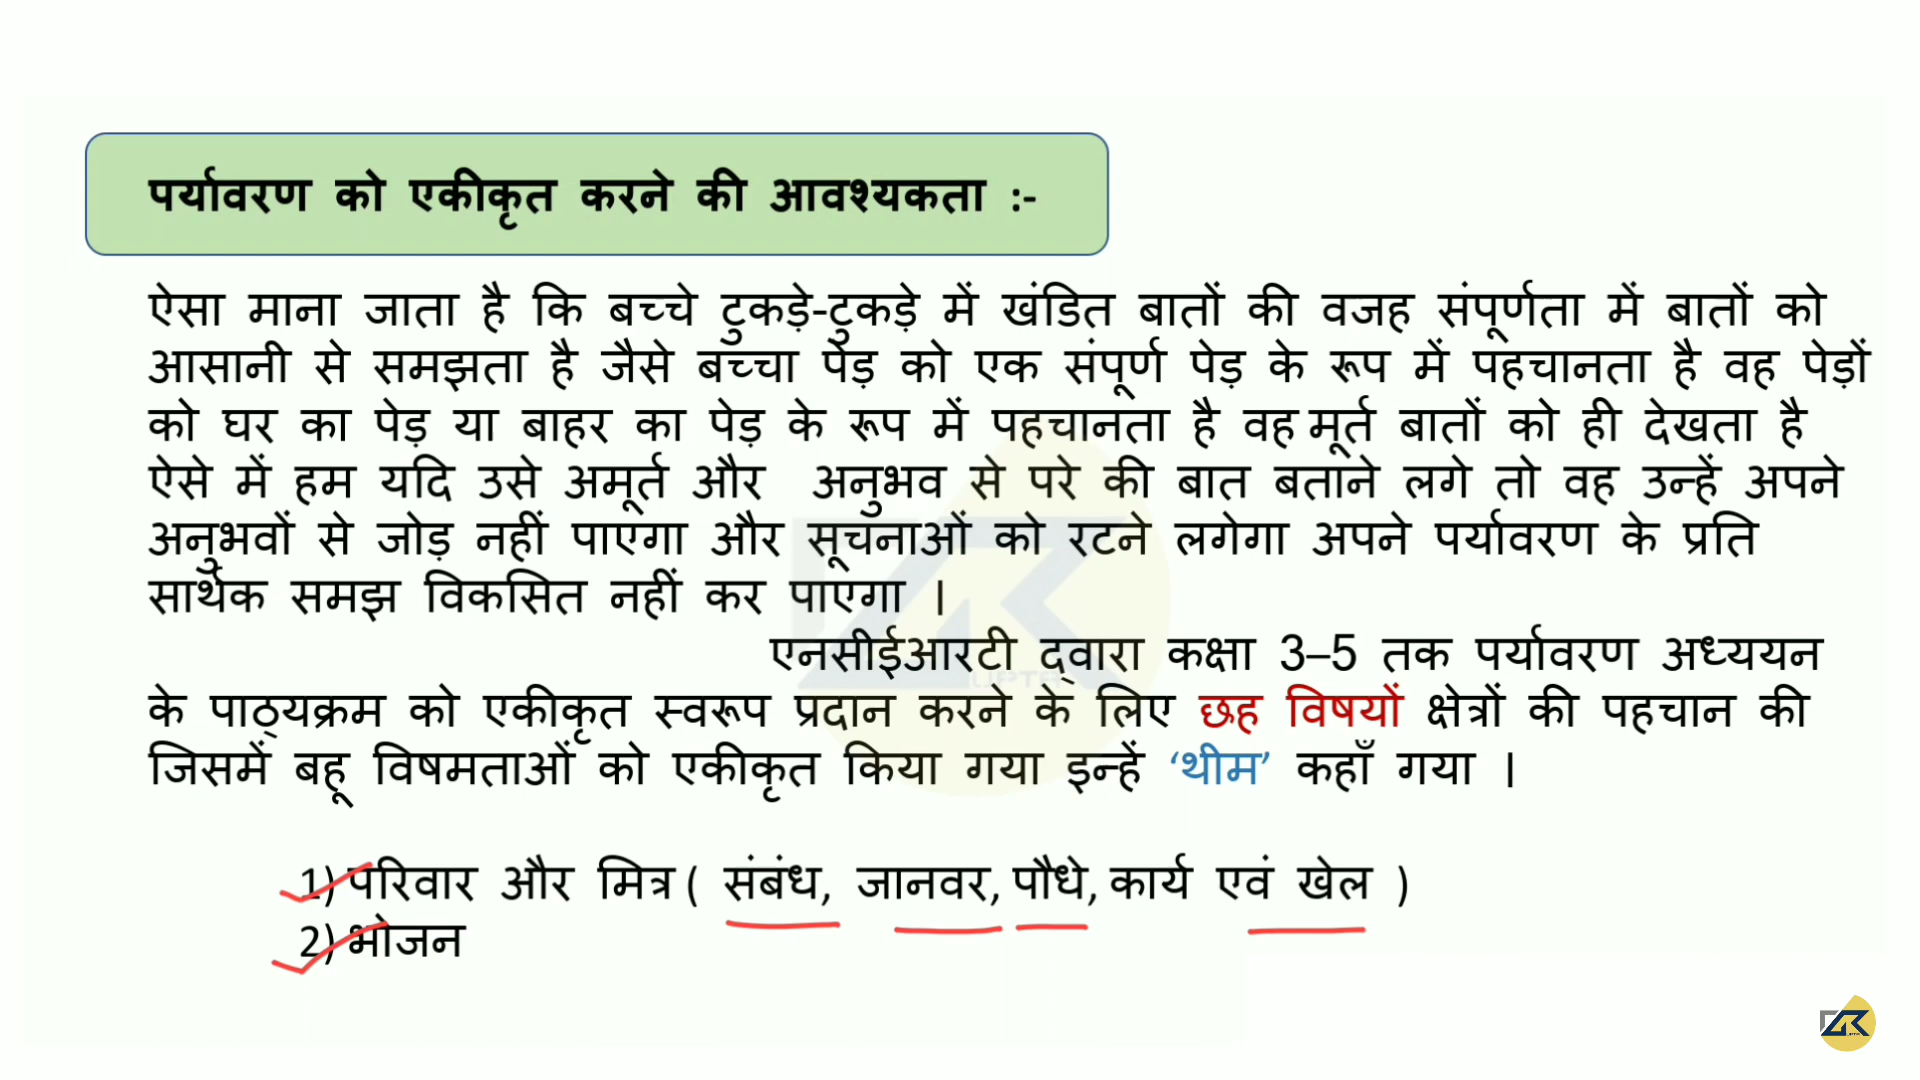 पर्यावरण को एकीकृत करने की आवश्यकता :-
ऐसा माना जाता है कि बच्चे टुकड़े-टुकड़े में खंडित बातों की वजह संपूर्णता में बातों को
आसानी से समझता है जैसे बच्चा पेड़ को एक संपूर्ण पेड़ के रूप में पहचानता है वह पेड़ों
को घर का पेड़ या बाहर का पेड़ के रूप में पहचानता है वह मूर्त बातों को ही देखता है
ऐसे में हम यदि उसे अमूर्त और अनुभव से परे की बात बताने लगे तो वह उन्हें अपने
अनुभवों से जोड़ नहीं पाएगा और सूचनाओं को रटने लगेगा अपने पर्यावरण के प्रति
सार्थक समझ विकसित नहीं कर पाएगा ।
एनसीईआरटी द्वारा कक्षा 3–5 तक पर्यावरण अध्ययन
के पाठ्यक्रम को एकीकृत स्वरूप प्रदान करने के लिए छह विषयों क्षेत्रों की पहचान की
जिसमें बहू विषमताओं को एकीकृत किया गया इन्हें ‘थीम’ कहाँ गया ।
1) परिवार और मित्र ( संबंध, जानवर, पौधे, कार्य एवं खेल )
2) भोजन